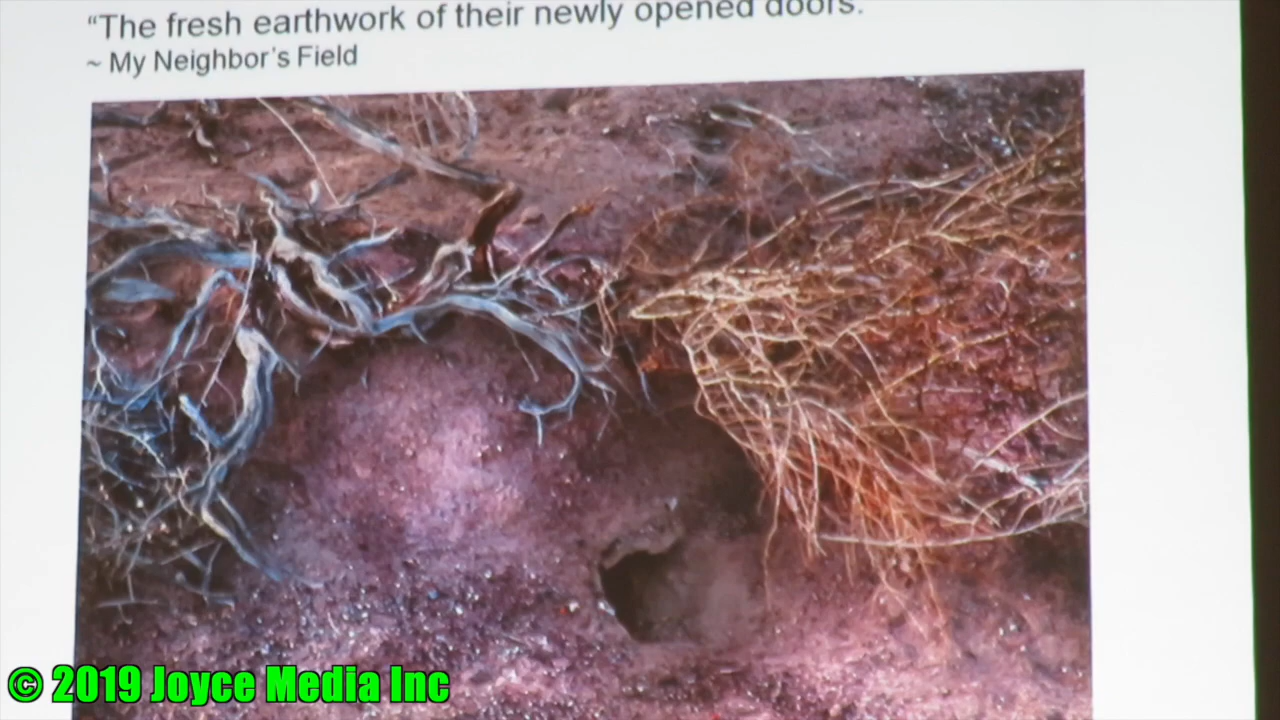 “The fresh earthwork of their newly opened doors.
~ My Neighbor’s Field
© 2019 Joyce Media Inc